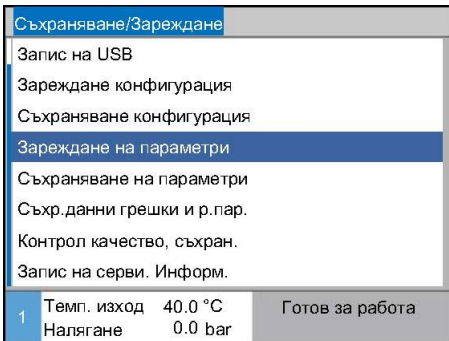 Съхраняване/Зареждане
Запис на USB
Зареждане конфигурация
Съхраняване конфигурация
Зареждане на параметри
Съхраняване на параметри
Съхр.данни грешки и р.пар.
Контрол качество, съхран.
Запис на серви. Информ.
1 Темп. изход 40.0 °C Готов за работа
Налягане 0.0 bar